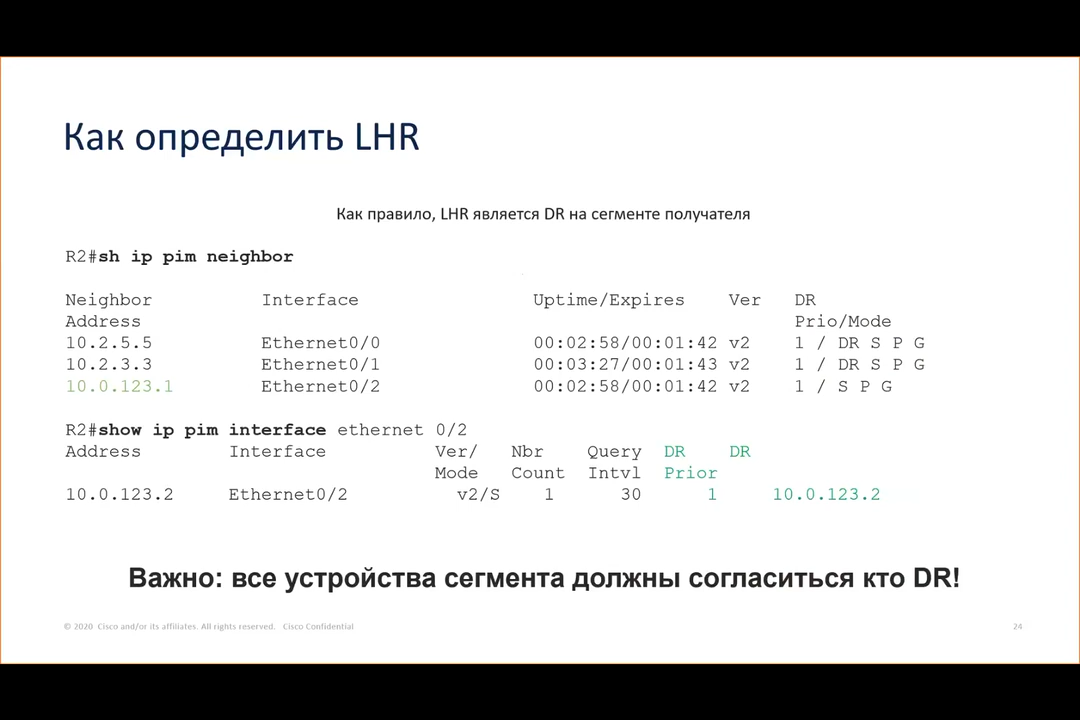 Как определить LHR
Как правило, LHR является DR на сегменте получателя
R2#sh ip pim neighbor
Neighbor Interface Uptime/Expires Ver DR
Address Prio/Mode
10.2.5.5 Ethernet0/0 00:02:58/00:01:42 v2 1 / DR S P G
10.2.3.3 Ethernet0/1 00:03:27/00:01:43 v2 1 / DR S P G
10.0.123.1 Ethernet0/2 00:02:58/00:01:42 v2 1 / S P G
R2#show ip pim interface ethernet 0/2
Address Interface Ver/ Nbr Query DR DR
Mode Count Intvl Prior
10.0.123.2 Ethernet0/2 v2/S 1 30 1 10.0.123.2
Важно: все устройства сегмента должны согласиться кто DR!
© 2020 Cisco and/or its affiliates. All rights reserved. Cisco Confidential
24